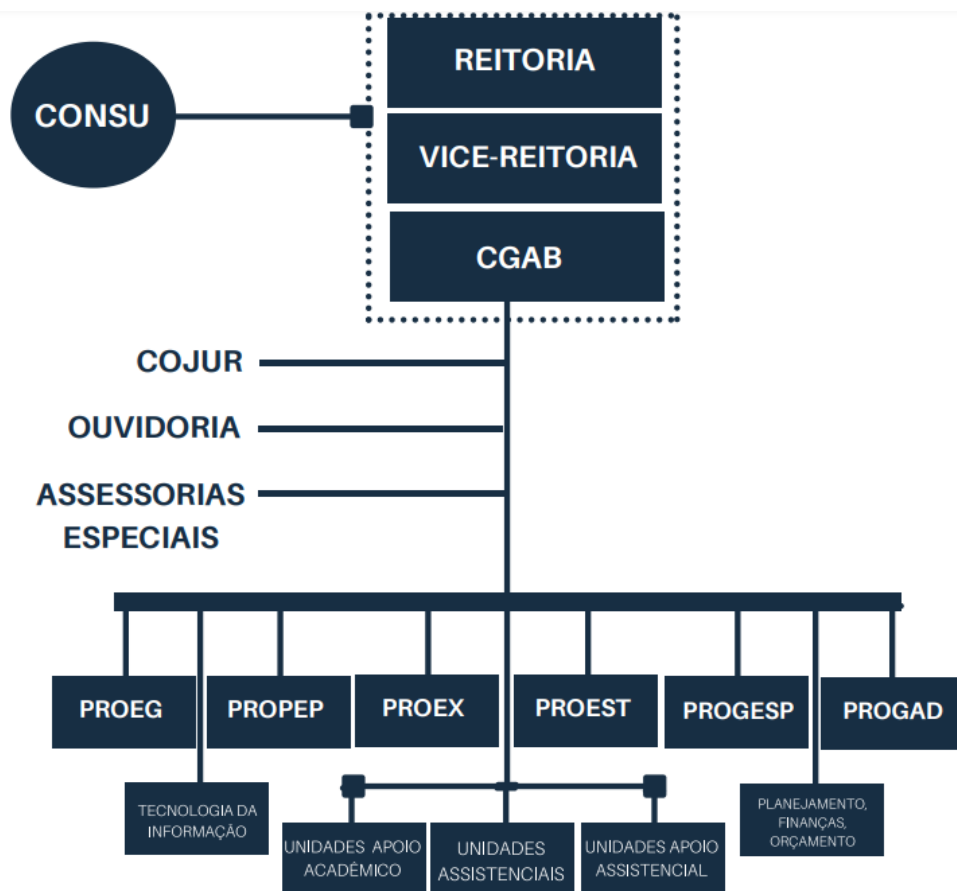 REITORIA
CONSU
VICE-REITORIA
CGAB
COJUR
OUVIDORIA
ASSESSORIAS
ESPECIAIS
PROEG
PROPEP
PROEX
PROEST
PROGESP
PROGAD
TECNOLOGIA DA
INFORMAÇÃO
UNIDADES APOIO
ACADÊMICO
UNIDADES
ASSISTENCIAIS
UNIDADES APOIO
ASSISTENCIAL
PLANEJAMENTO,
FINANÇAS,
ORÇAMENTO